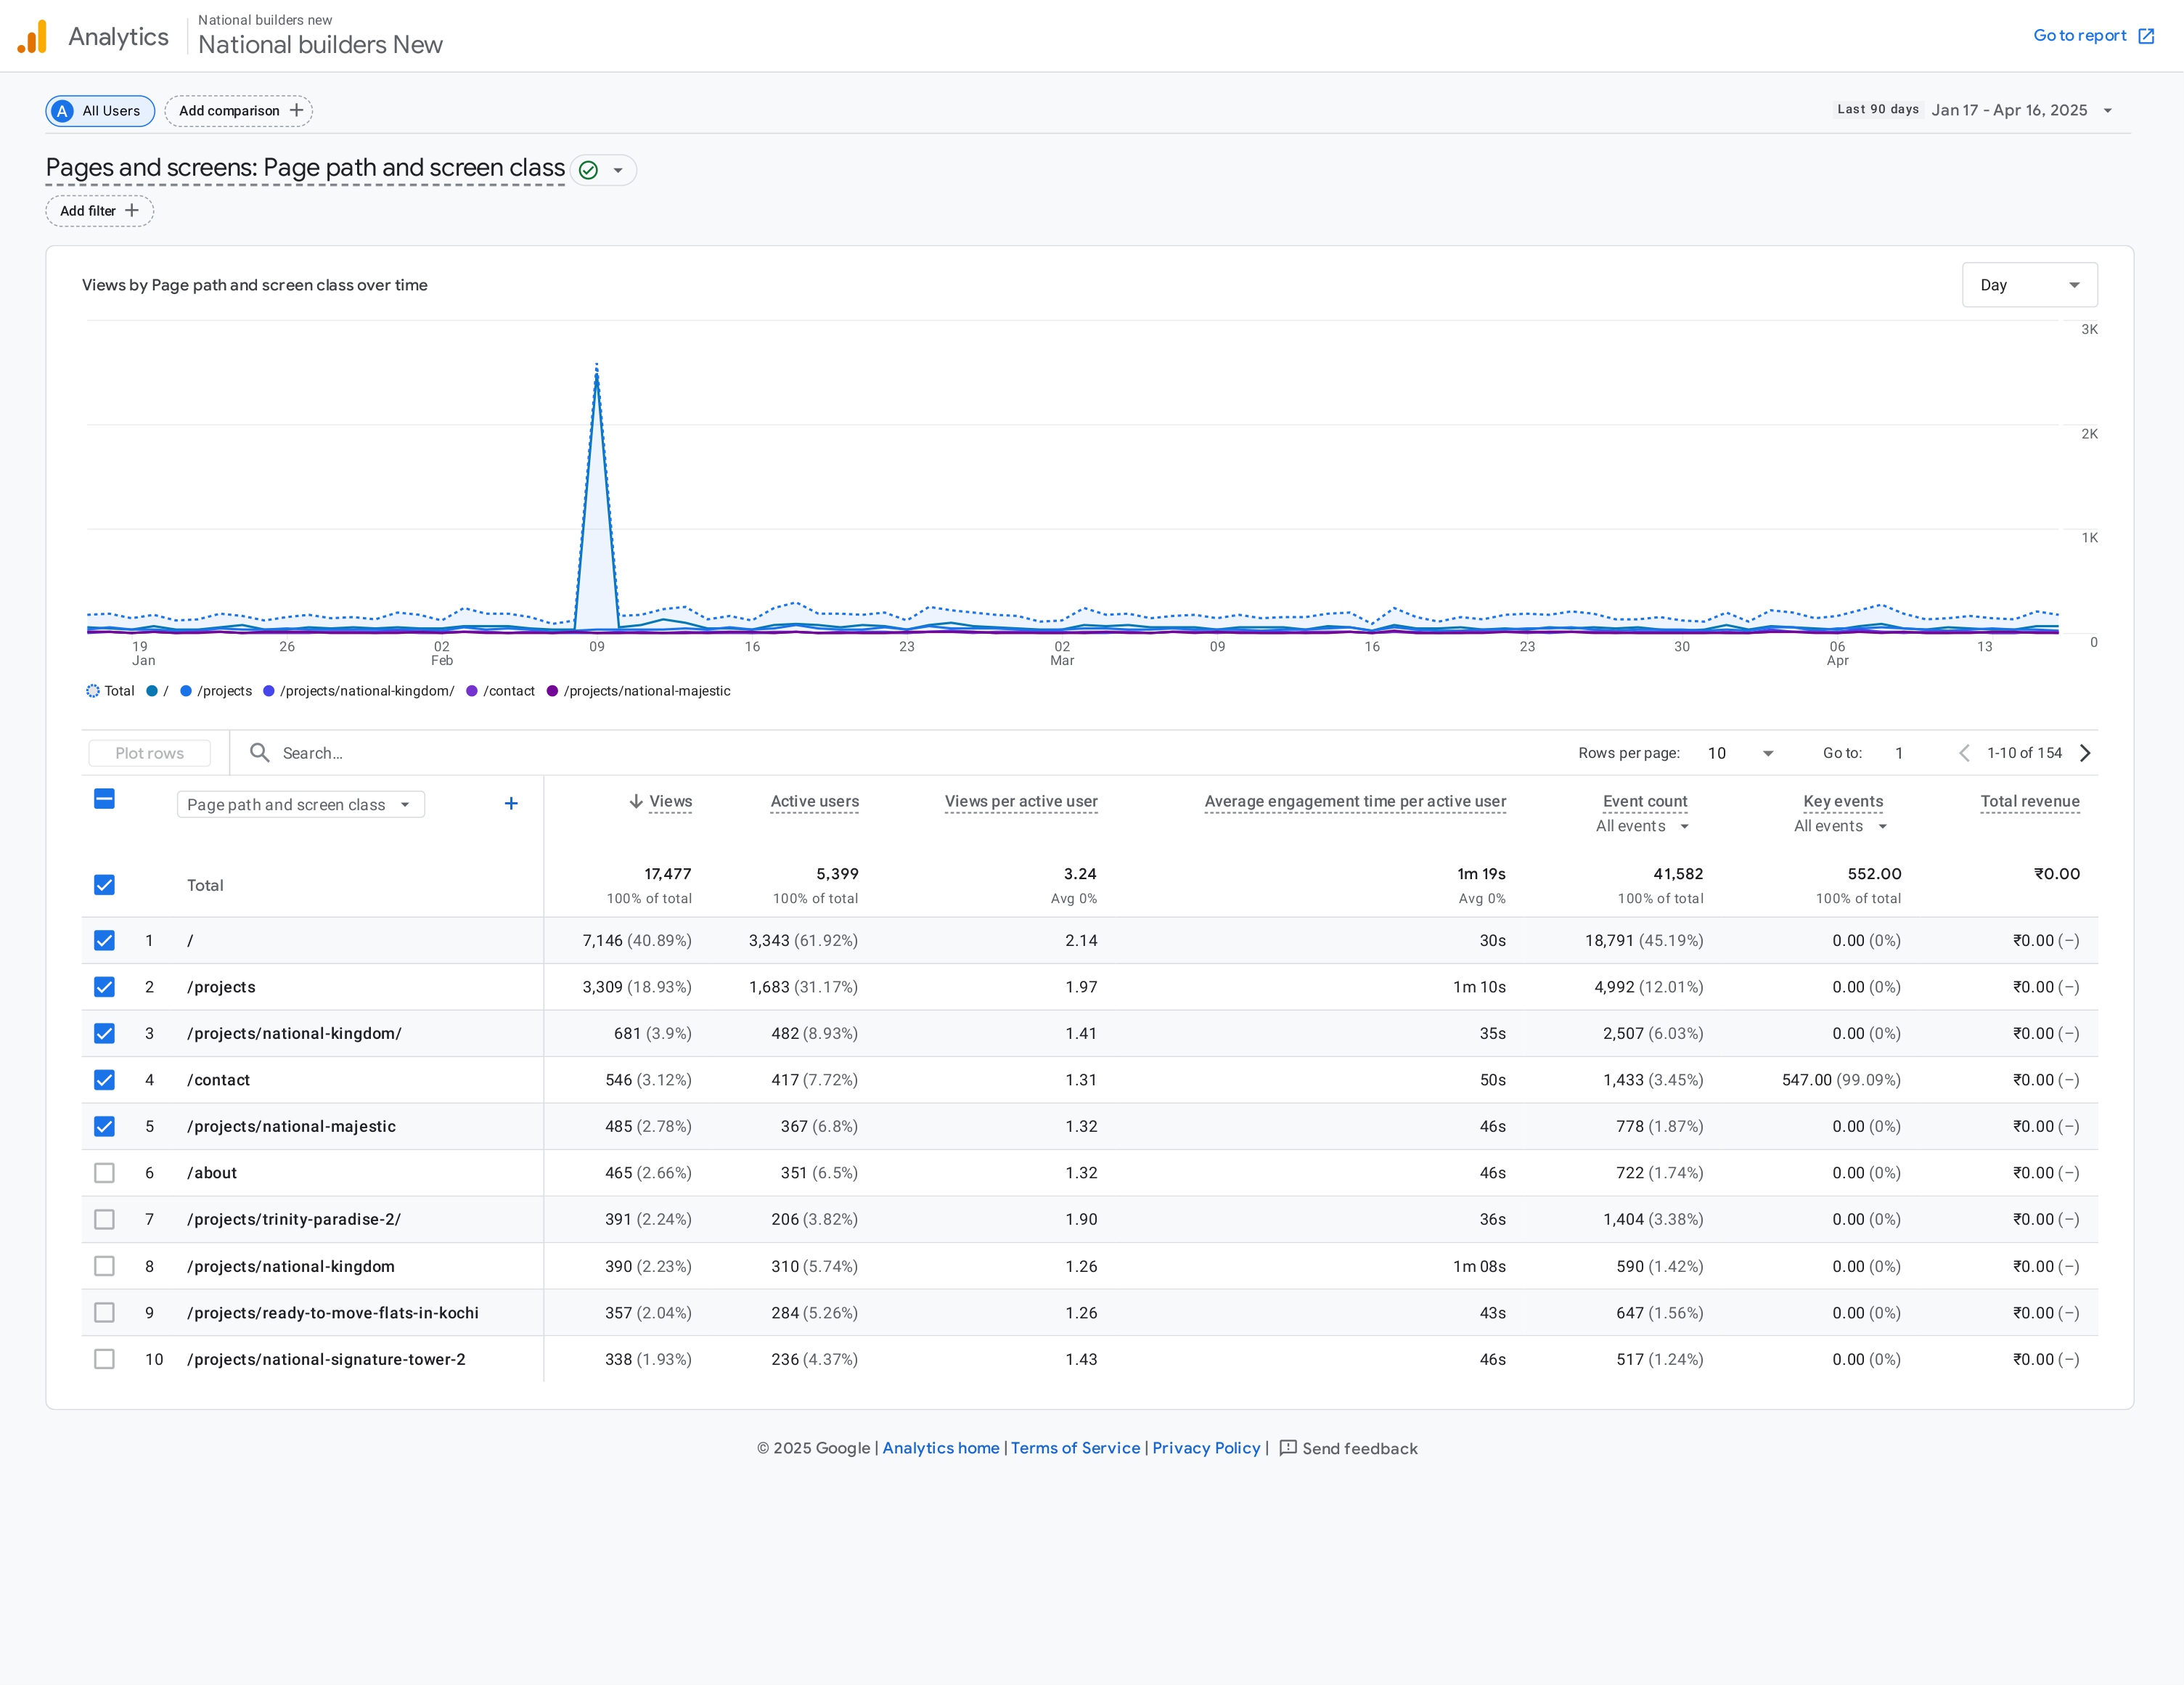 Analytics
National builders new
National builders New
Go to report
A All Users
Add comparison +
Last 90 days Jan 17 - Apr 16, 2025
Pages and screens: Page path and screen class
Add filter +
Views by Page path and screen class over time
Day
3K
2K
1K
0
19 26 02 09 16 23 02 09 16 23 30 06 13
Jan Feb Mar Apr
Total / /projects /projects/national-kingdom/ /contact /projects/national-majestic
Plot rows Search... Rows per page: 10 Go to: 1 1-10 of 154
Page path and screen class + Views Active users Views per active user Average engagement time per active user Event count Key events Total revenue
All events All events
Total 17,477 5,399 3.24 1m 19s 41,582 552.00 ₹0.00
100% of total 100% of total Avg 0% Avg 0% 100% of total 100% of total
1 / 7,146 (40.89%) 3,343 (61.92%) 2.14 30s 18,791 (45.19%) 0.00 (0%) ₹0.00 (–)
2 /projects 3,309 (18.93%) 1,683 (31.17%) 1.97 1m 10s 4,992 (12.01%) 0.00 (0%) ₹0.00 (–)
3 /projects/national-kingdom/ 681 (3.9%) 482 (8.93%) 1.41 35s 2,507 (6.03%) 0.00 (0%) ₹0.00 (–)
4 /contact 546 (3.12%) 417 (7.72%) 1.31 50s 1,433 (3.45%) 547.00 (99.09%) ₹0.00 (–)
5 /projects/national-majestic 485 (2.78%) 367 (6.8%) 1.32 46s 778 (1.87%) 0.00 (0%) ₹0.00 (–)
6 /about 465 (2.66%) 351 (6.5%) 1.32 46s 722 (1.74%) 0.00 (0%) ₹0.00 (–)
7 /projects/trinity-paradise-2/ 391 (2.24%) 206 (3.82%) 1.90 36s 1,404 (3.38%) 0.00 (0%) ₹0.00 (–)
8 /projects/national-kingdom 390 (2.23%) 310 (5.74%) 1.26 1m 08s 590 (1.42%) 0.00 (0%) ₹0.00 (–)
9 /projects/ready-to-move-flats-in-kochi 357 (2.04%) 284 (5.26%) 1.26 43s 647 (1.56%) 0.00 (0%) ₹0.00 (–)
10 /projects/national-signature-tower-2 338 (1.93%) 236 (4.37%) 1.43 46s 517 (1.24%) 0.00 (0%) ₹0.00 (–)
© 2025 Google | Analytics home | Terms of Service | Privacy Policy | Send feedback